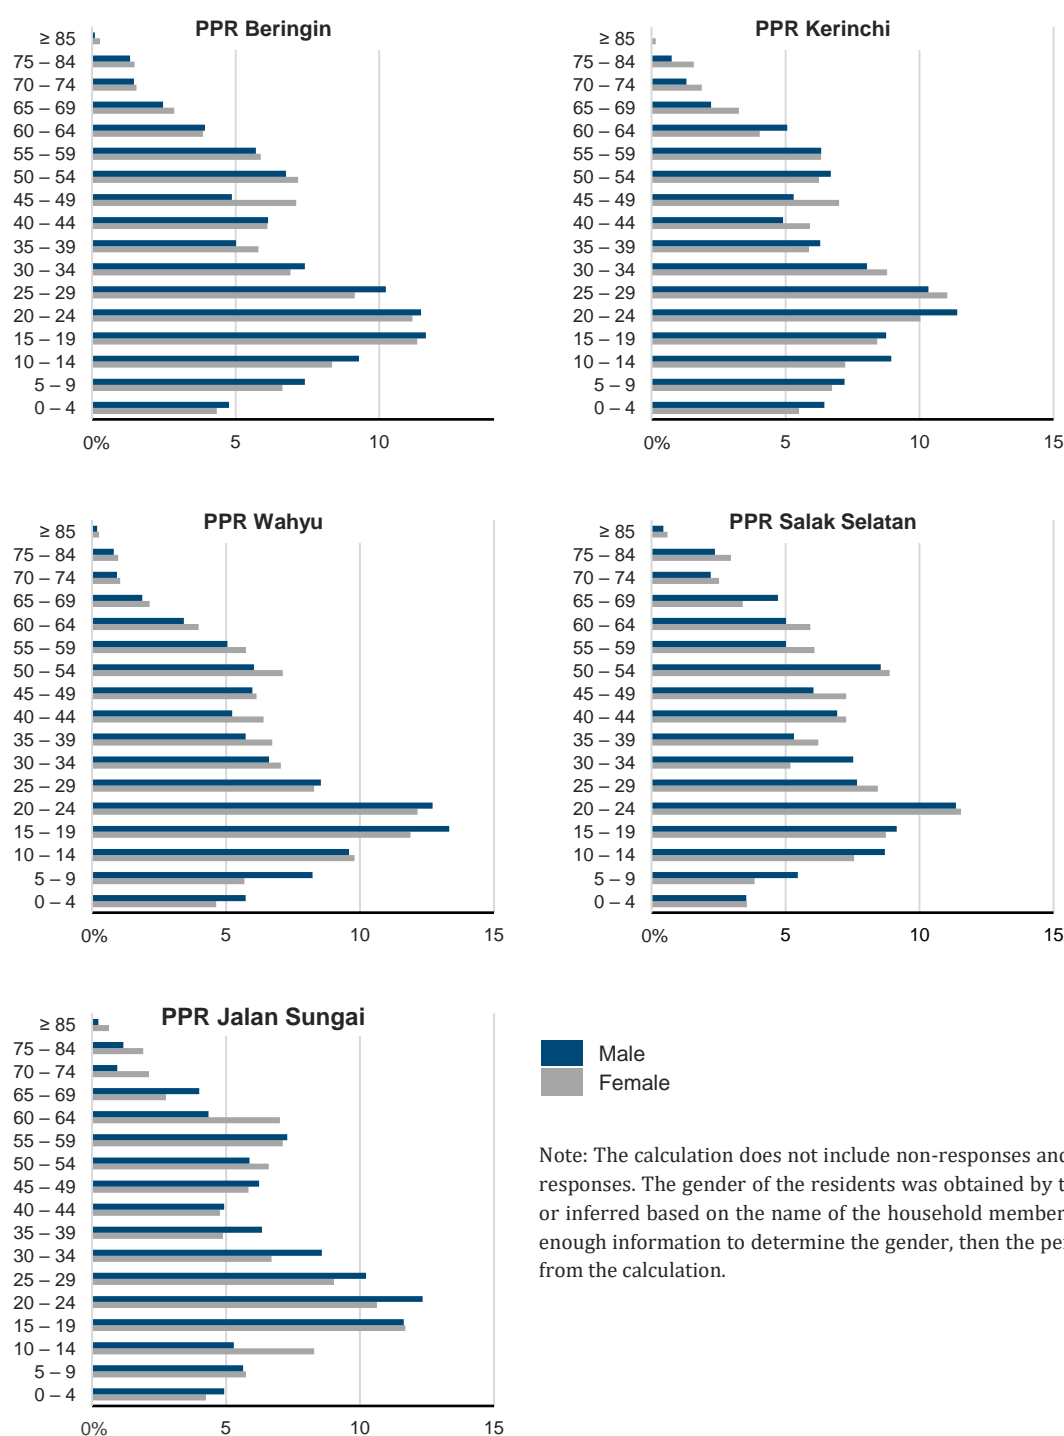 PPR Beringin
≥ 85
75 – 84
70 – 74
65 – 69
60 – 64
55 – 59
50 – 54
45 – 49
40 – 44
35 – 39
30 – 34
25 – 29
20 – 24
15 – 19
10 – 14
5 – 9
0 – 4
0% 5 10
PPR Kerinchi
≥ 85
75 – 84
70 – 74
65 – 69
60 – 64
55 – 59
50 – 54
45 – 49
40 – 44
35 – 39
30 – 34
25 – 29
20 – 24
15 – 19
10 – 14
5 – 9
0 – 4
0% 5 10 15
PPR Wahyu
≥ 85
75 – 84
70 – 74
65 – 69
60 – 64
55 – 59
50 – 54
45 – 49
40 – 44
35 – 39
30 – 34
25 – 29
20 – 24
15 – 19
10 – 14
5 – 9
0 – 4
0% 5 10 15
PPR Salak Selatan
≥ 85
75 – 84
70 – 74
65 – 69
60 – 64
55 – 59
50 – 54
45 – 49
40 – 44
35 – 39
30 – 34
25 – 29
20 – 24
15 – 19
10 – 14
5 – 9
0 – 4
0% 5 10 15
PPR Jalan Sungai
≥ 85
75 – 84
70 – 74
65 – 69
60 – 64
55 – 59
50 – 54
45 – 49
40 – 44
35 – 39
30 – 34
25 – 29
20 – 24
15 – 19
10 – 14
5 – 9
0 – 4
0% 5 10 15
Male
Female
Note: The calculation does not include non-responses and
responses. The gender of the residents was obtained by
or inferred based on the name of the household member
enough information to determine the gender, then the
from the calculation.